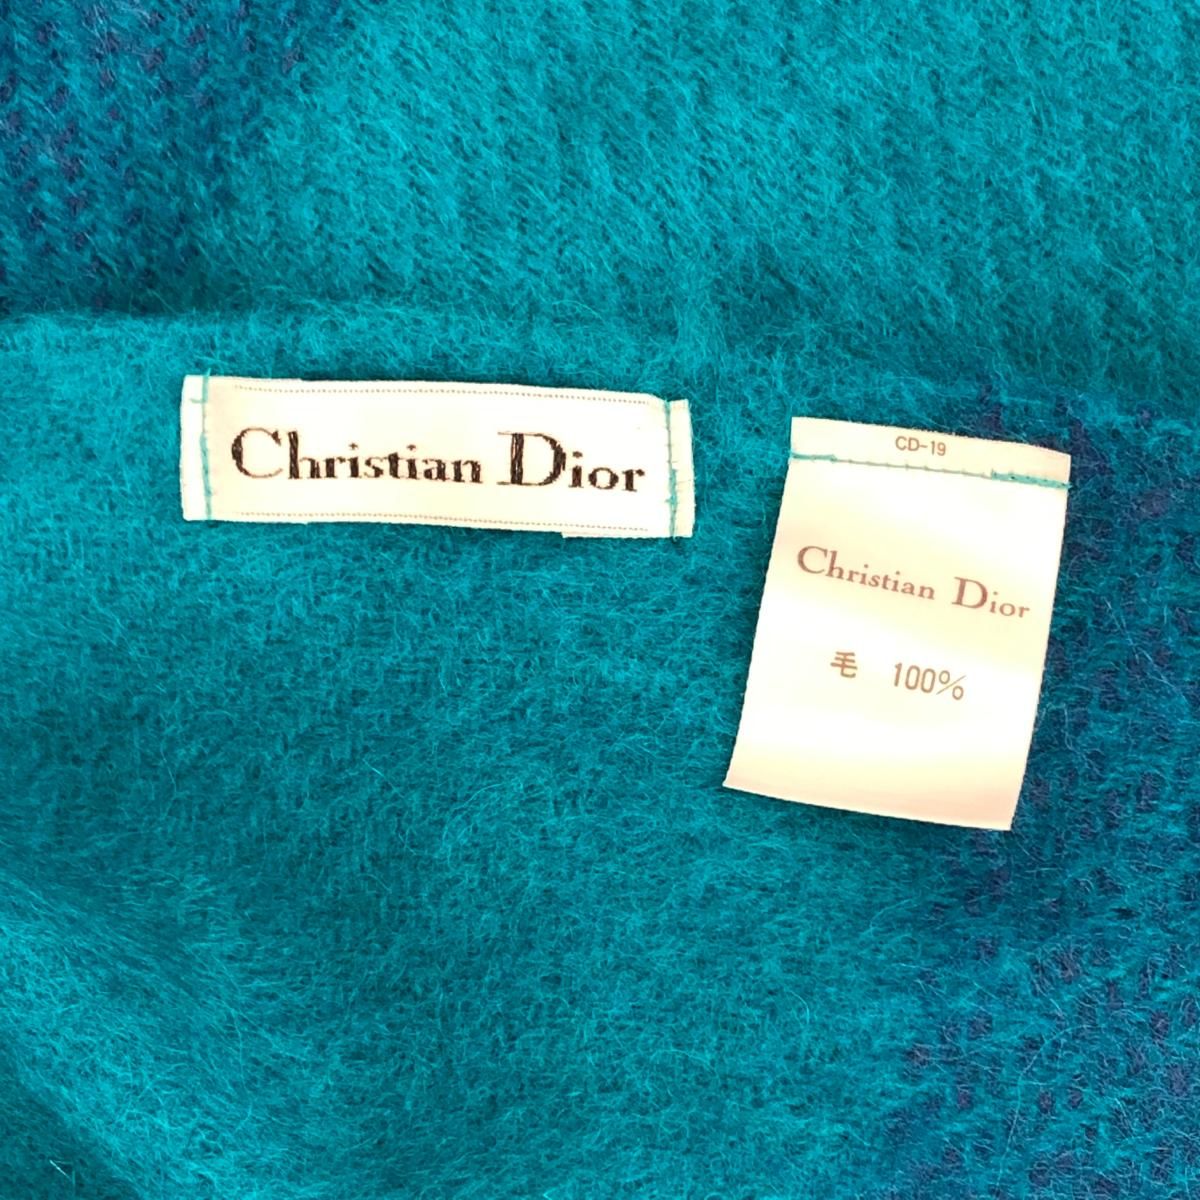 Christian Dior
CD-19
Christian Dior
毛 100%